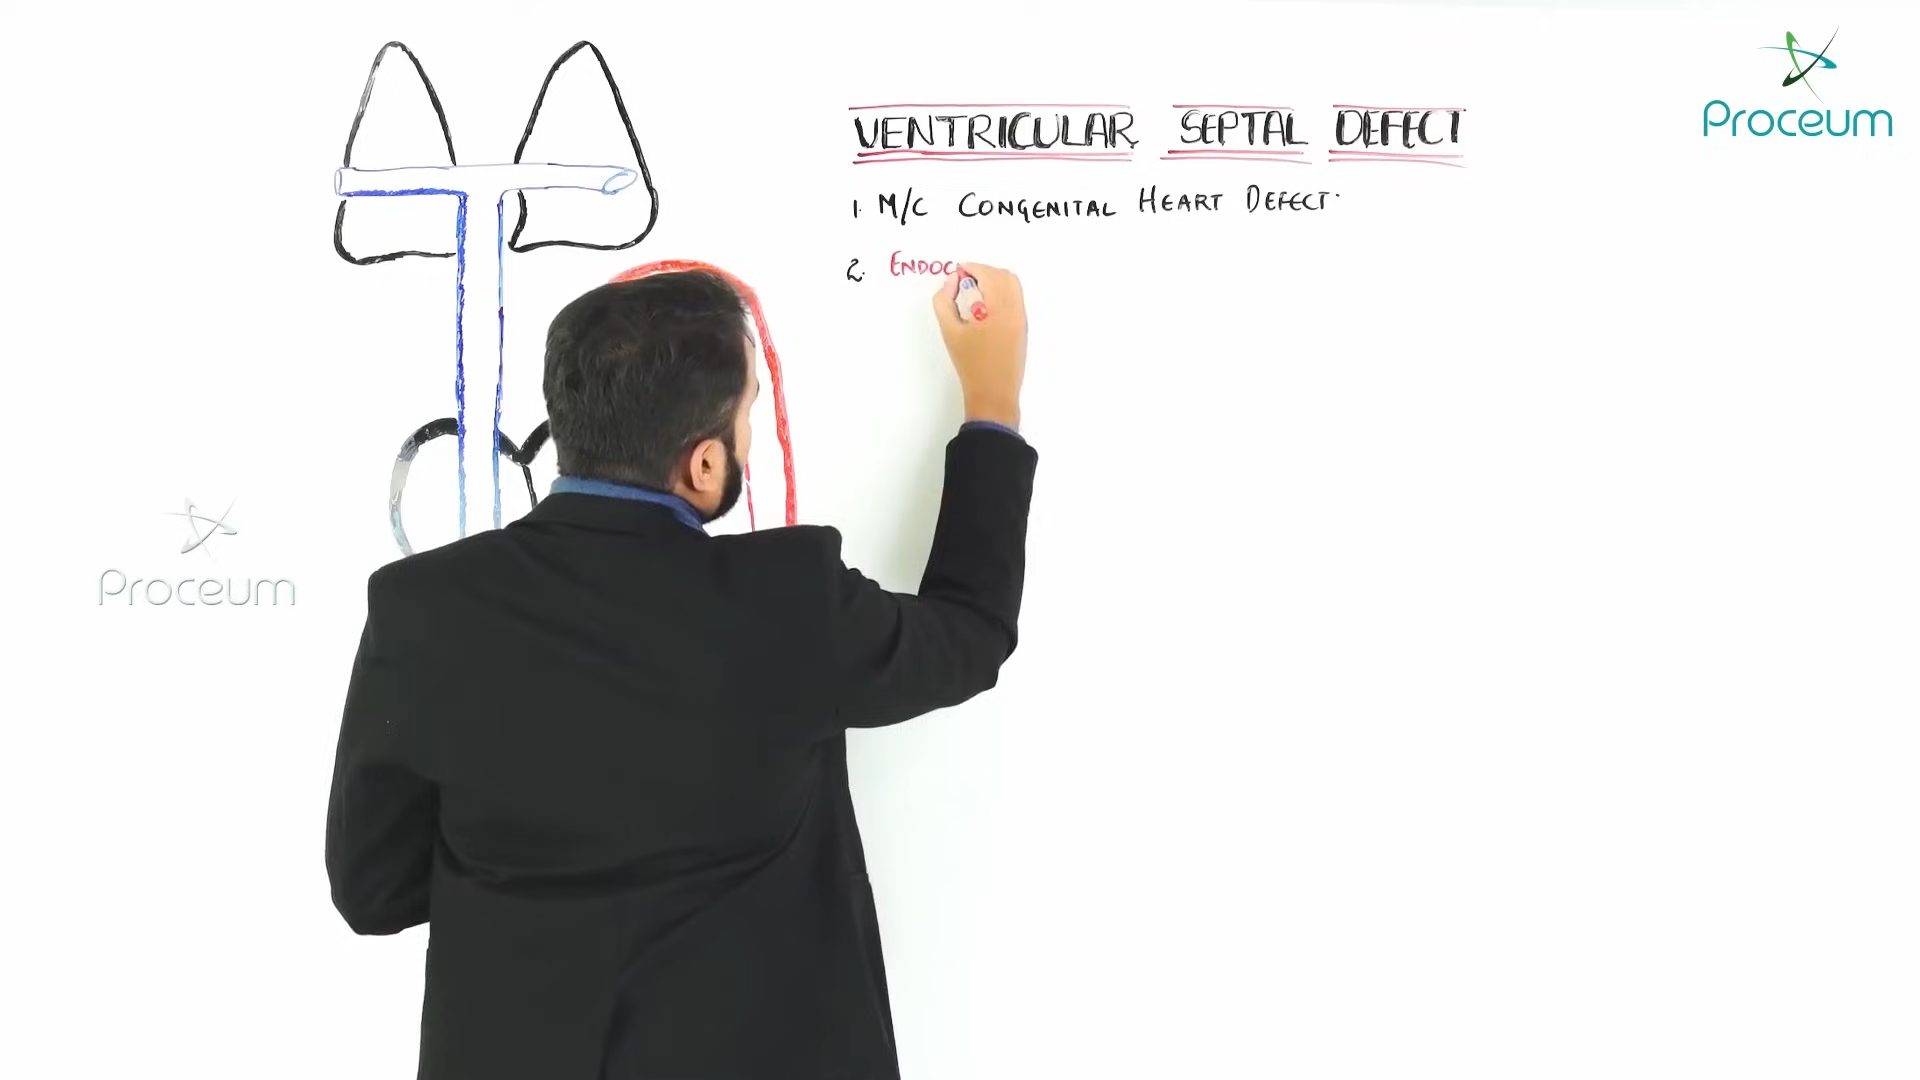 VENTRICULAR SEPTAL DEFECT
1. M/C CONGENITAL HEART DEFECT.
2. ENDOC
Proceum
Proceum